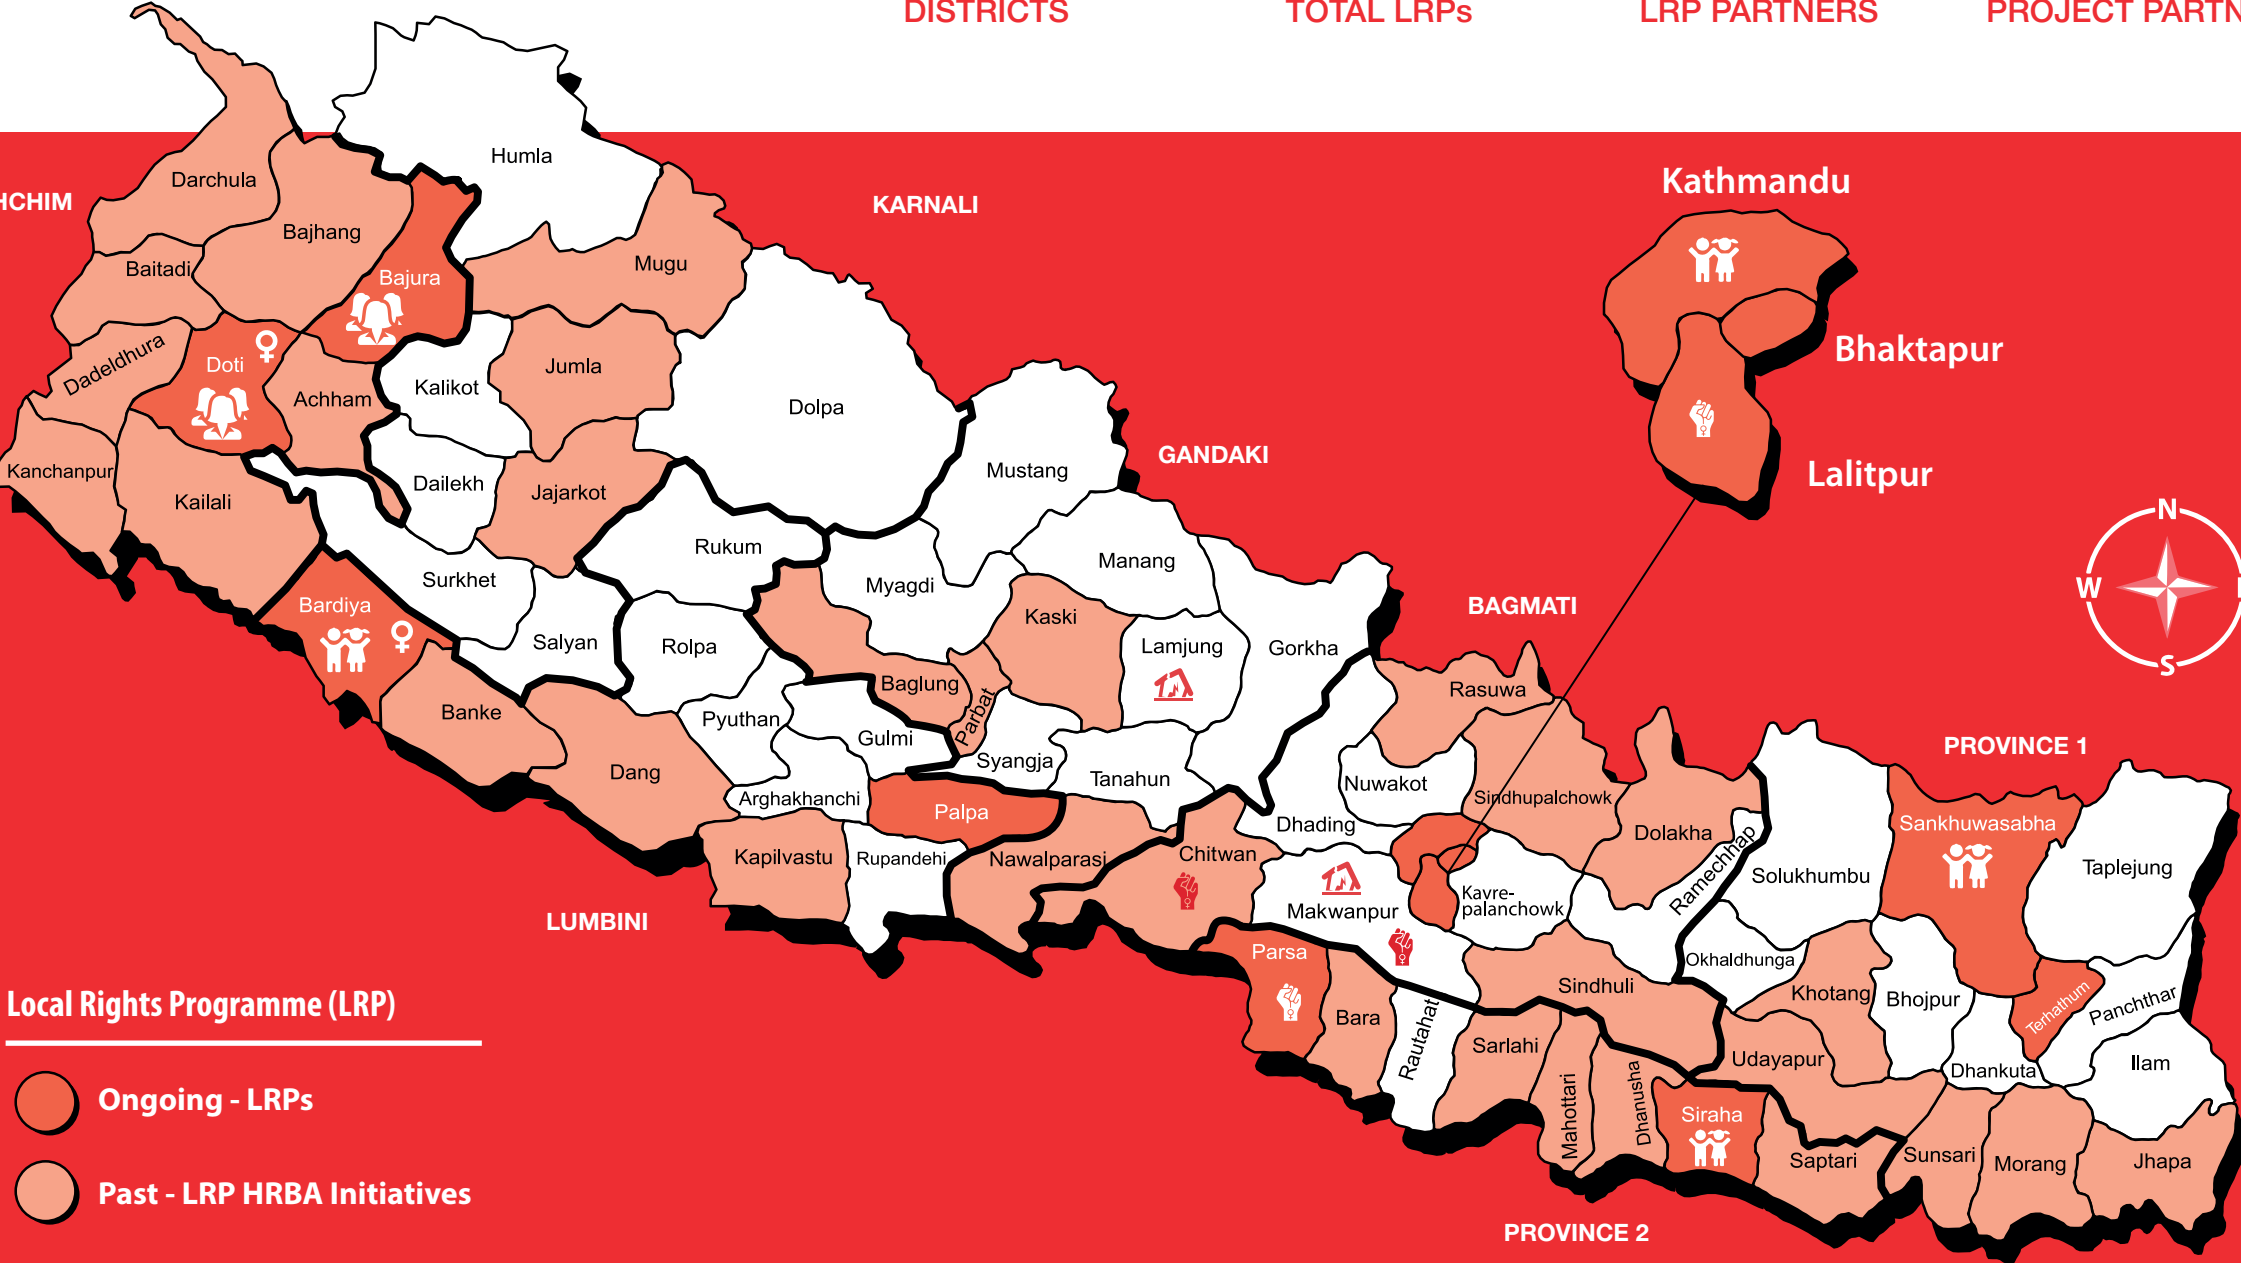 DISTRICTS
TOTAL LRPs
LRP PARTNERS
PROJECT PARTN
HCHIM
KARNALI
GANDAKI
BAGMATI
PROVINCE 1
LUMBINI
PROVINCE 2
Kathmandu
Bhaktapur
Lalitpur
N
W
S
Humla
Darchula
Bajhang
Baitadi
Bajura
Mugu
Dadeldhura
Doti
Achham
Kalikot
Jumla
Dolpa
Kanchanpur
Kailali
Dailekh
Jajarkot
Mustang
Rukum
Manang
Surkhet
Myagdi
Bardiya
Salyan
Rolpa
Kaski
Lamjung
Gorkha
Baglung
Parbat
Banke
Pyuthan
Gulmi
Syangja
Tanahun
Dang
Arghakhanchi
Palpa
Kapilvastu
Rupandehi
Nawalparasi
Chitwan
Rasuwa
Nuwakot
Sindhupalchowk
Dhading
Dolakha
Ramechhap
Makwanpur
Kavre-
palanchowk
Solukhumbu
Sankhuwasabha
Taplejung
Parsa
Bara
Rautahat
Sindhuli
Okhaldhunga
Khotang
Bhojpur
Terhathum
Panchthar
Sarlahi
Mahottari
Dhanusha
Siraha
Udayapur
Dhankuta
Ilam
Saptari
Sunsari
Morang
Jhapa
Local Rights Programme (LRP)
Ongoing - LRPs
Past - LRP HRBA Initiatives